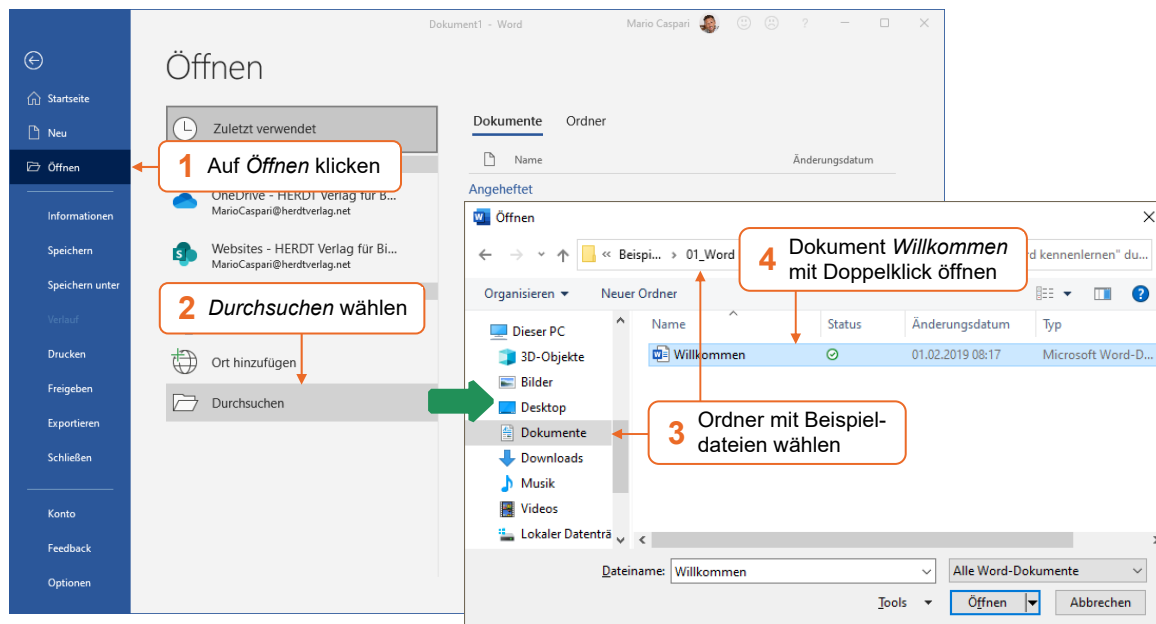 Dokument1 - Word
Mario Caspari
?
Öffnen
Startseite
Neu
Öffnen
Informationen
Speichern
Speichern unter
Verlauf
Drucken
Freigeben
Exportieren
Schließen
Konto
Feedback
Optionen
Zuletzt verwendet
1 Auf Öffnen klicken
OneDrive - HERDT Verlag für B...
MarioCaspari@herdtverlag.net
Websites - HERDT Verlag für Bi...
MarioCaspari@herdtverlag.net
2 Durchsuchen wählen
Ort hinzufügen
Durchsuchen
Dokumente Ordner
Name Änderungsdatum
Angeheftet
Öffnen
« Beispi... › 01_Word
rd kennenlernen" du...
4 Dokument Willkommen
mit Doppelklick öffnen
Organisieren Neuer Ordner
?
Dieser PC
3D-Objekte
Bilder
Desktop
Dokumente
Downloads
Musik
Videos
Lokaler Datenträ
Name Status Änderungsdatum Typ
Willkommen 01.02.2019 08:17 Microsoft Word-D...
3 Ordner mit Beispiel-
dateien wählen
Dateiname: Willkommen Alle Word-Dokumente
Tools Öffnen Abbrechen